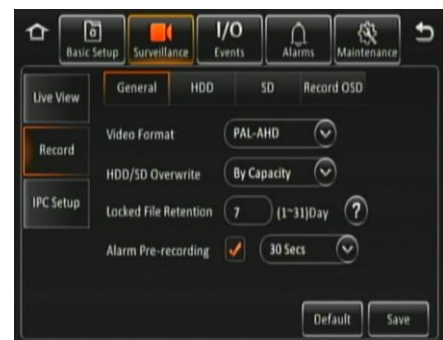 Basic Setup
Surveillance
I/O
Events
Alarms
Maintenance
Live View
Record
IPC Setup
General HDD SD Record OSD
Video Format PAL-AHD
HDD/SD Overwrite By Capacity
Locked File Retention 7 (1~31)Day ?
Alarm Pre-recording 30 Secs
Default Save